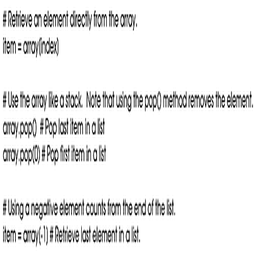 # Retrieve an element directly from the array.
item = array(index)
# Use the array like a stack. Note that using the pop() method removes the element.
array.pop() # Pop last item in a list
array.pop(0) # Pop first item in a list
# Using a negative element counts from the end of the list.
item = array(-1) # Retrieve last element in a list.